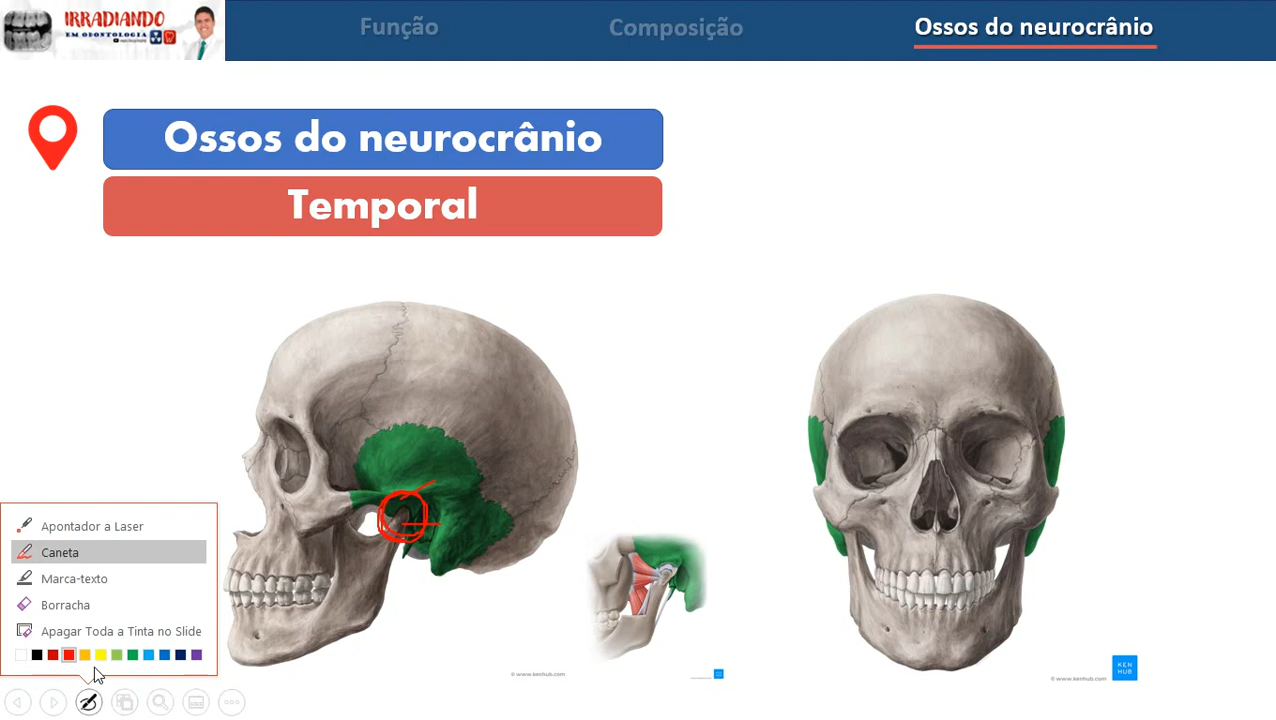 IRRADIANDO
EM ODONTOLOGIA
Função
Composição
Ossos do neurocrânio
Ossos do neurocrânio
Temporal
Apontador a Laser
Caneta
Marca-texto
Borracha
Apagar Toda a Tinta no Slide
© www.kenhub.com
© www.kenhub.com
KEN
HUB